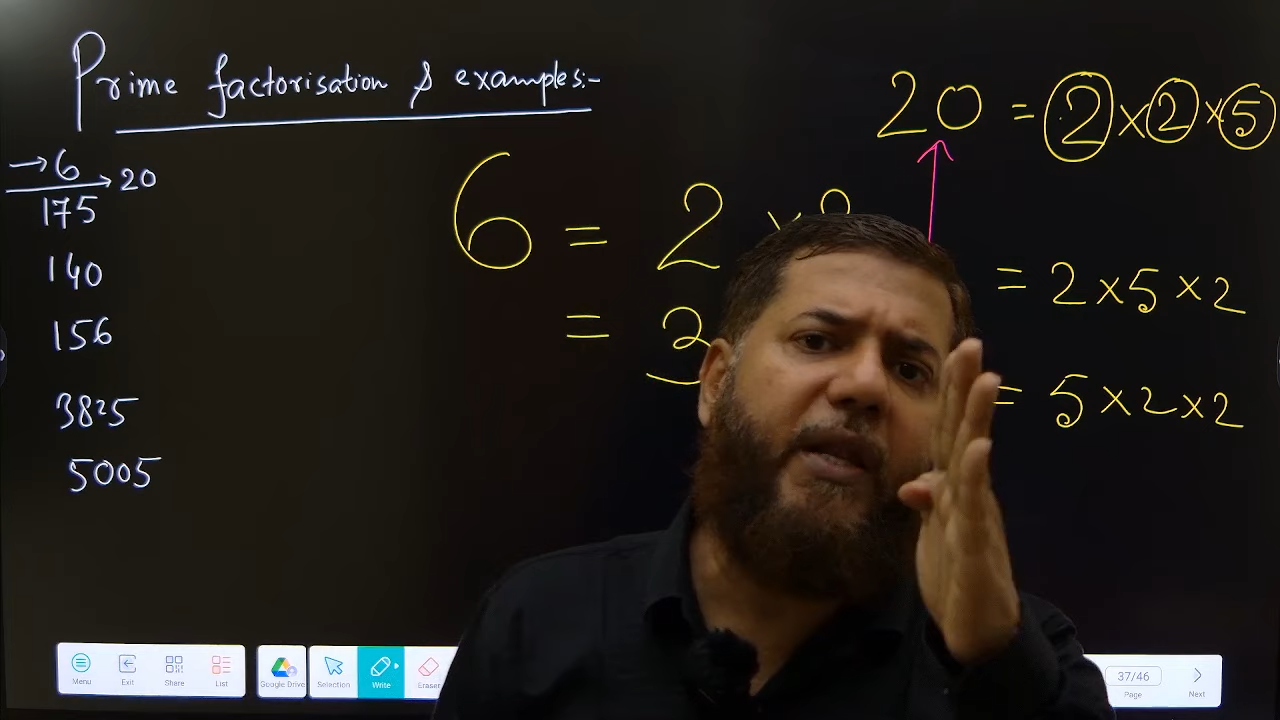 Prime factorisation & examples:-
→6
→20
175
140
156
3825
5005
6 = 2 ×
= 3
20 = 2 × 2 × 5
= 2 × 5 × 2
= 5 × 2 × 2
Menu Exit Share List Google Drive Selection Write Eraser 37/46 Page Next